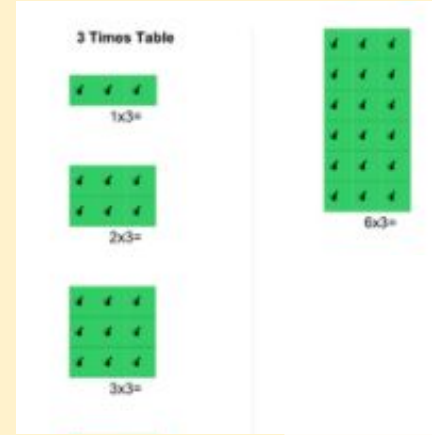 3 Times Table
1x3=
2x3=
3x3=
6x3=